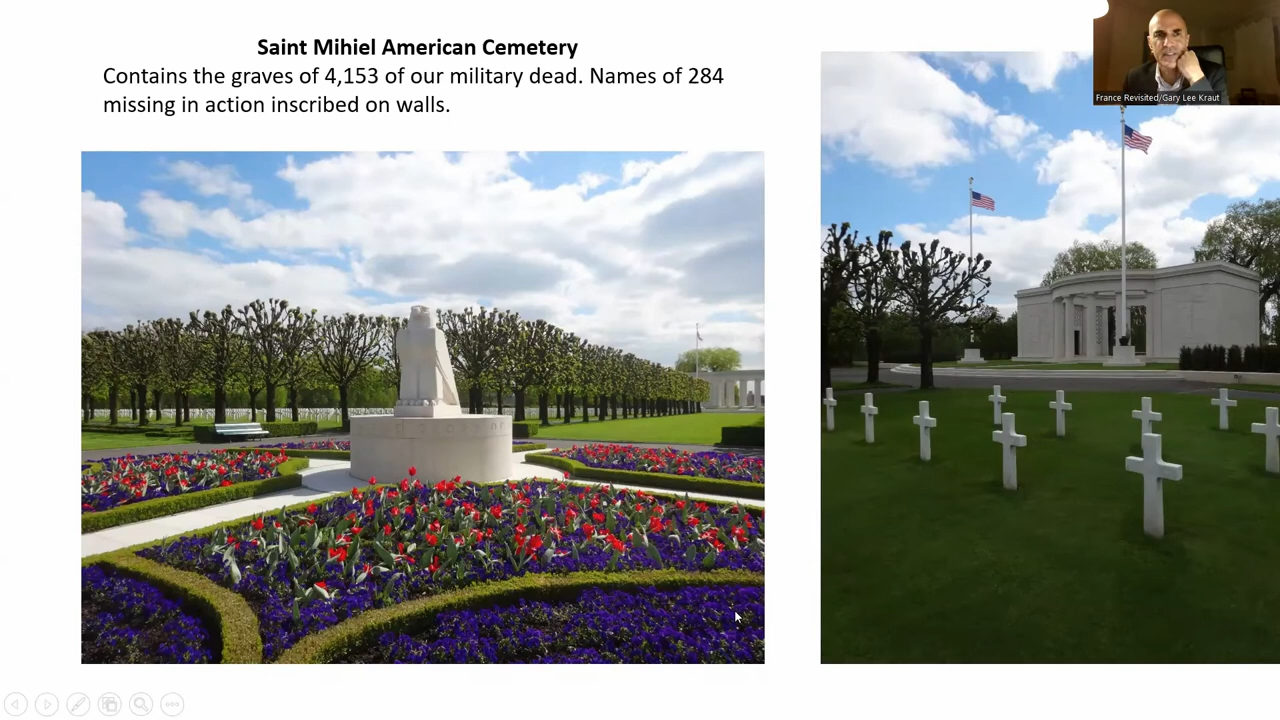 Saint Mihiel American Cemetery
Contains the graves of 4,153 of our military dead. Names of 284
missing in action inscribed on walls.
France Revisited/Gary Lee Kraut